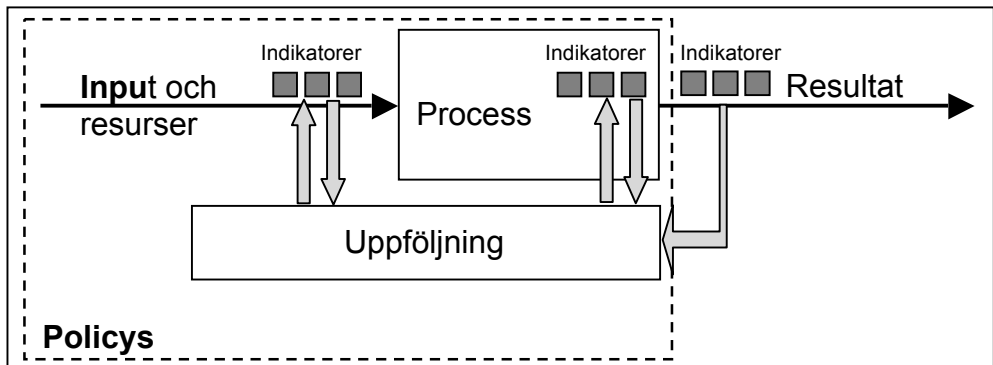 Indikatorer
Indikatorer
Indikatorer
Input och
resurser
Process
Resultat
Uppföljning
Policys